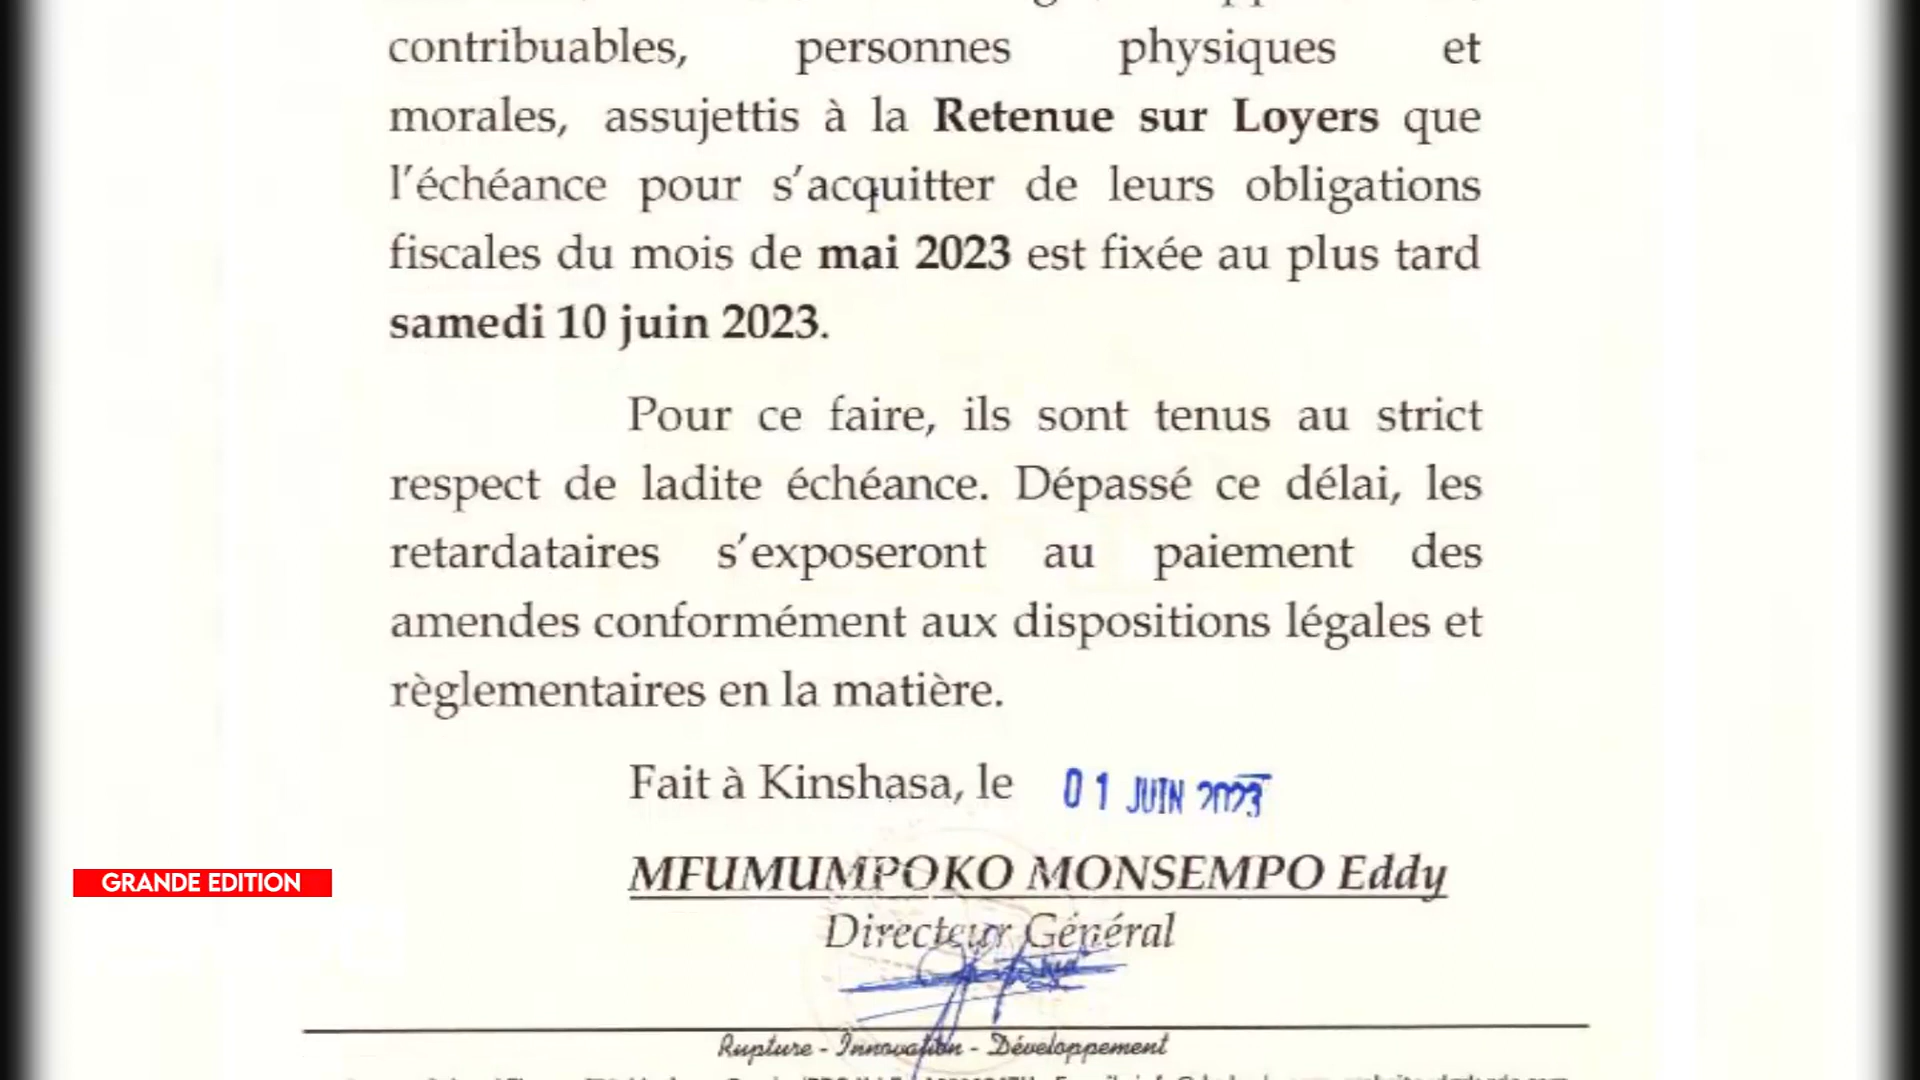 contribuables, personnes physiques et
morales, assujettis à la Retenue sur Loyers que
l'échéance pour s'acquitter de leurs obligations
fiscales du mois de mai 2023 est fixée au plus tard
samedi 10 juin 2023.
Pour ce faire, ils sont tenus au strict
respect de ladite échéance. Dépassé ce délai, les
retardataires s'exposeront au paiement des
amendes conformément aux dispositions légales et
règlementaires en la matière.
Fait à Kinshasa, le 01 JUIN 2023
MFUMUMPOKO MONSEMPO Eddy
GRANDE EDITION
Directeur Général
Rupture - Innovation - Développement